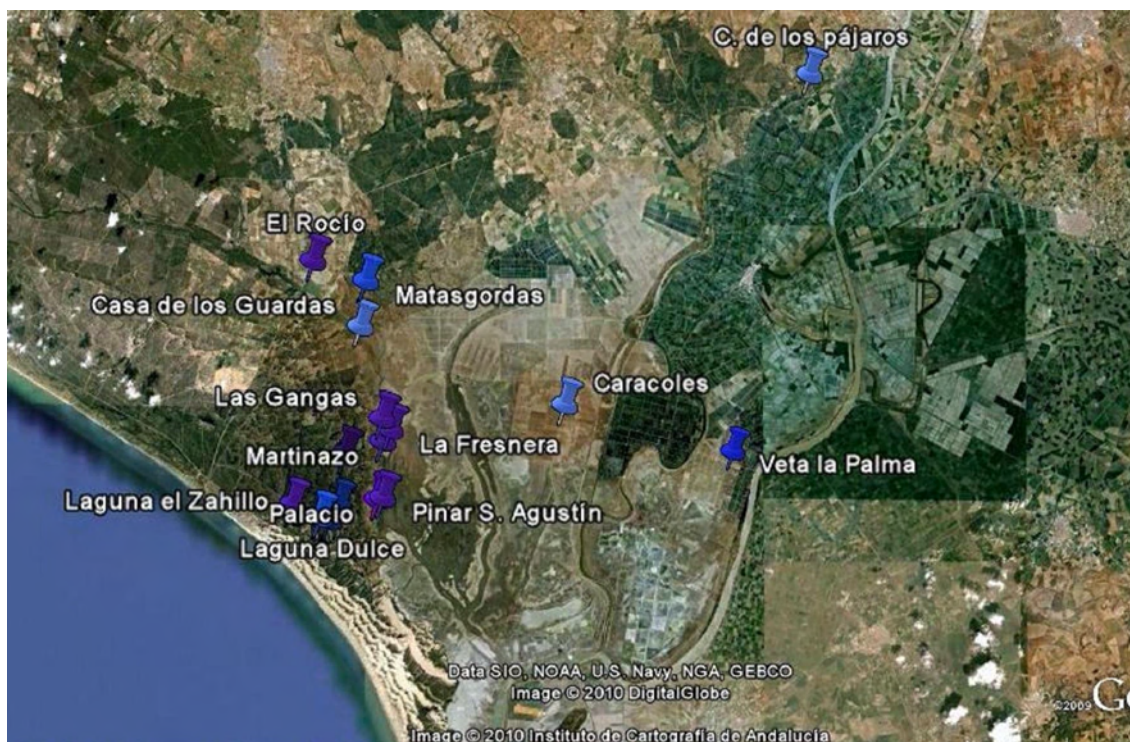 C. de los pájaros
El Rocío
Matasgordas
Casa de los Guardas
Caracoles
Las Gangas
La Fresnera
Martinazo
Veta la Palma
Laguna el Zahillo
Palacio
Pinar S. Agustín
Laguna Dulce
Data SIO, NOAA, U.S. Navy, NGA, GEBCO
Image © 2010 DigitalGlobe
©2009
Image © 2010 Instituto de Cartografía de Andalucía